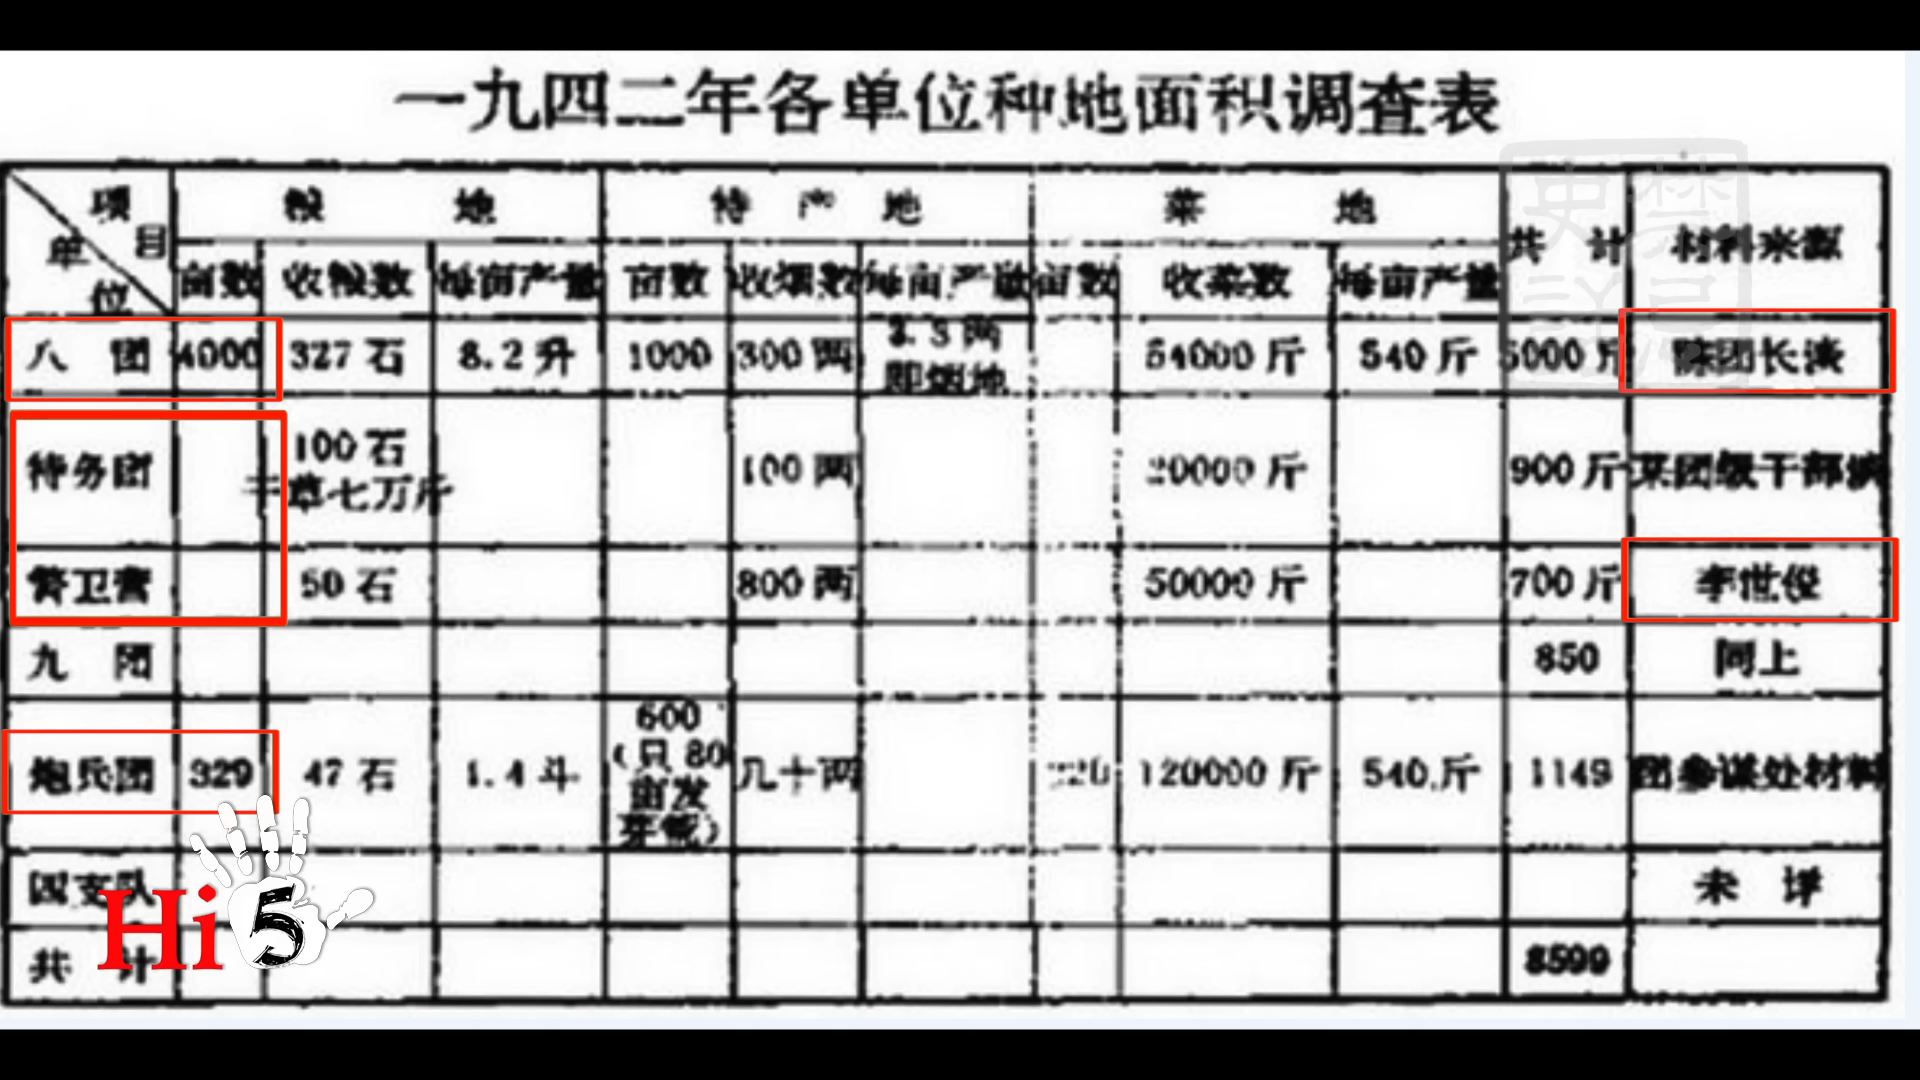 一九四二年各单位种地面积调查表
项目 粮地 特产地 菜地 共计 材料来源
单位 亩数 收粮数 每亩产量 亩数 收烟数 每亩产量 亩数 收菜数 每亩产量
八团 4000 327石 8.2升 1000 300两 即烟地 54000斤 540斤 5000斤 陈团长谈
特务团 100石 干草七万斤 100两 20000斤 900斤 某团级干部谈
警卫营 50石 800两 50000斤 700斤 李世俊
九团 850 同上
炮兵团 329 47石 1.4斗 600(只80亩发芽 几十两 120000斤 540斤 1149 团参谋处材料
四支队 未详
共计 8599
Hi 5